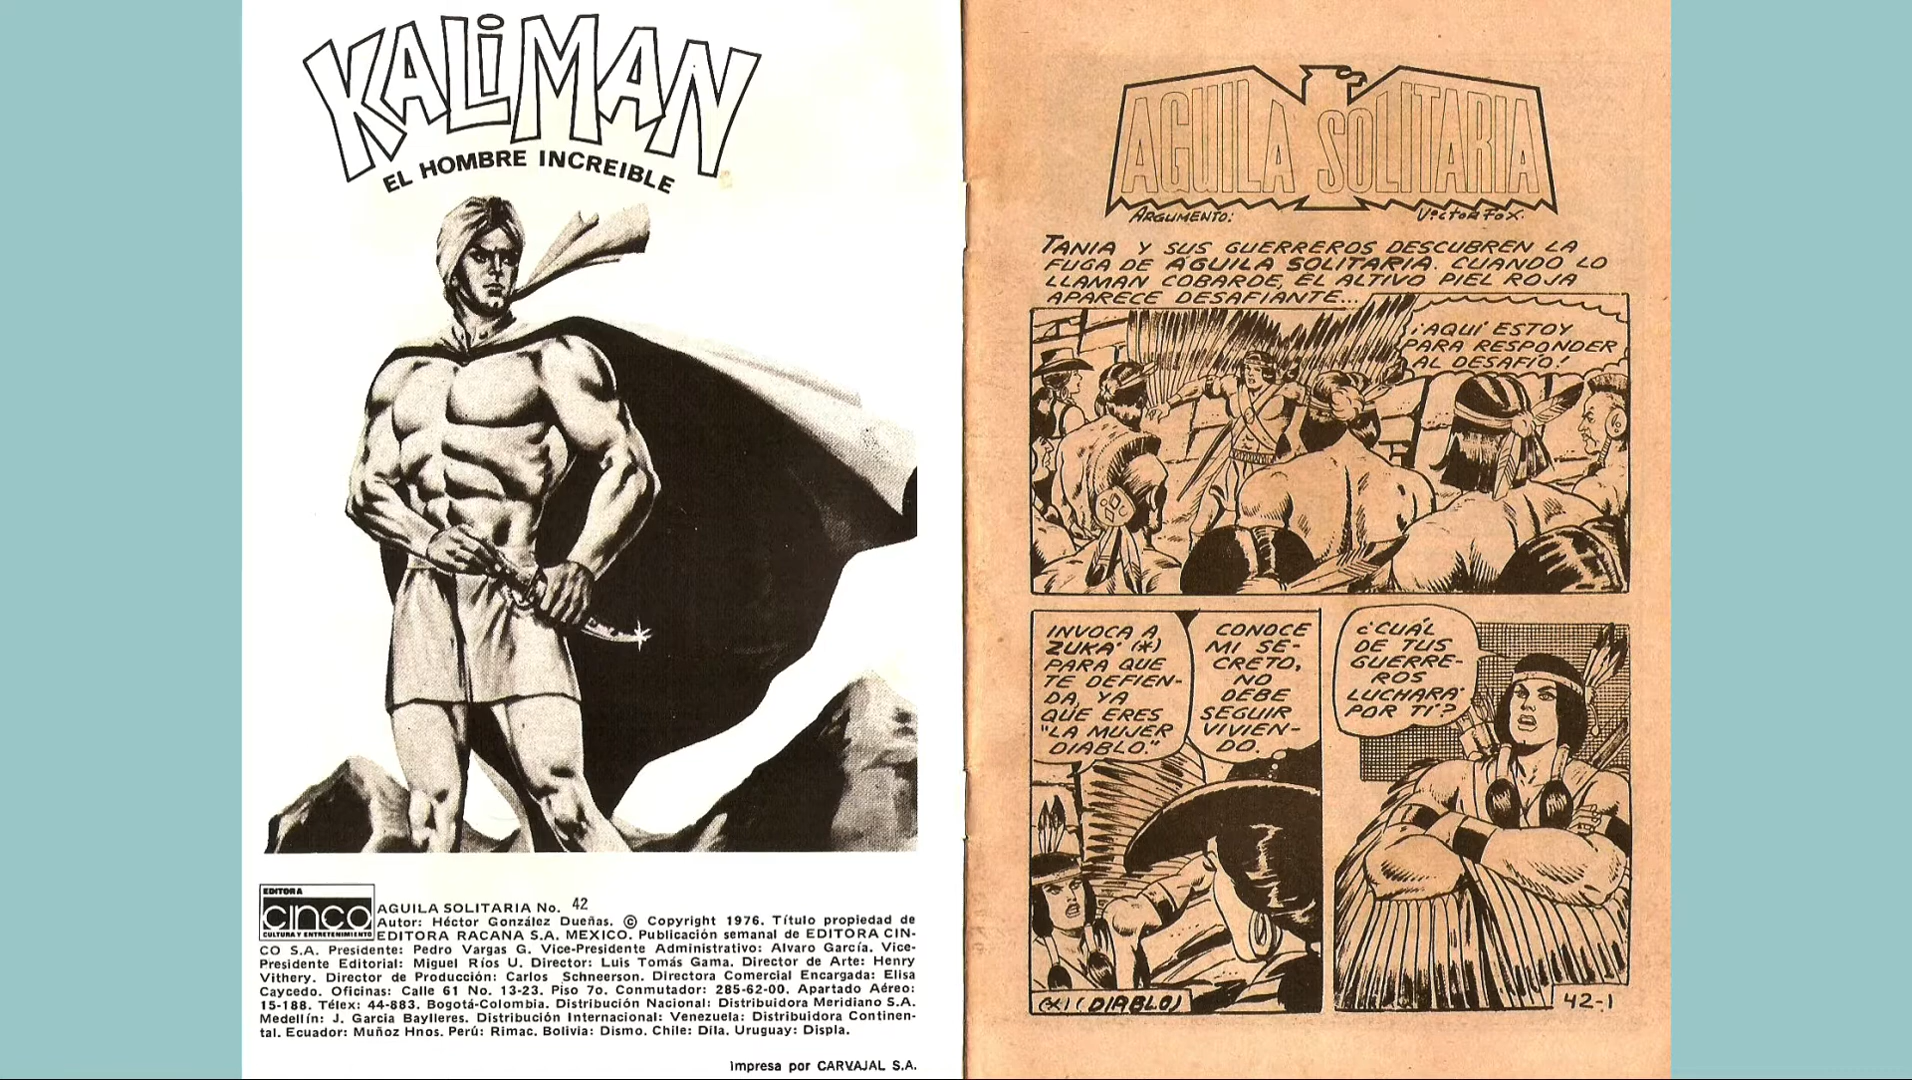 KALiMAN
EL HOMBRE INCREIBLE
EDITORA
cinco
CULTURA Y ENTRETENIMIENTO
AGUILA SOLITARIA No. 42
Autor: Héctor González Dueñas. © Copyright 1976. Título propiedad de
EDITORA RACANA S.A. MEXICO. Publicación semanal de EDITORA CIN-
CO S.A. Presidente: Pedro Vargas G. Vice-Presidente Administrativo: Alvaro García. Vice-
Presidente Editorial: Miguel Ríos U. Director: Luis Tomás Gama. Director de Arte: Henry
Vithery. Director de Producción: Carlos Schneerson. Directora Comercial Encargada: Elisa
Caycedo. Oficinas: Calle 61 No. 13-23. Piso 7o. Conmutador: 285-62-00. Apartado Aéreo:
15-188. Télex: 44-883. Bogotá-Colombia. Distribución Nacional: Distribuidora Meridiano S.A.
Medellín: J. Garcia Baylleres. Distribución Internacional: Venezuela: Distribuidora Continen-
tal. Ecuador: Muñoz Hnos. Perú: Rimac. Bolivia: Dismo. Chile: Dila. Uruguay: Displa.
Impresa por CARVAJAL S.A.
AGUILA SOLITARIA
ARGUMENTO: VICTOR FOX.
TANIA Y SUS GUERREROS DESCUBREN LA
FUGA DE AGUILA SOLITARIA. CUANDO LO
LLAMAN COBARDE, EL ALTIVO PIEL ROJA
APARECE DESAFIANTE...
¡AQUÍ ESTOY
PARA RESPONDER
AL DESAFÍO!
INVOCA A
ZUKÁ (*)
PARA QUE
TE DEFIEN-
DA, YA
QUE ERES
"LA MUJER
DIABLO."
CONOCE
MI SE-
CRETO,
NO
DEBE
SEGUIR
VIVIEN-
DO.
(*) (DIABLO)
¿CUÁL
DE TUS
GUERRE-
ROS
LUCHARÁ
POR TÍ?
42-1